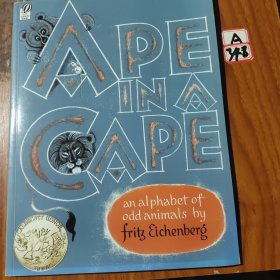 APE
IN A
CAPE
an alphabet of
odd animals by
fritz Eichenberg
A